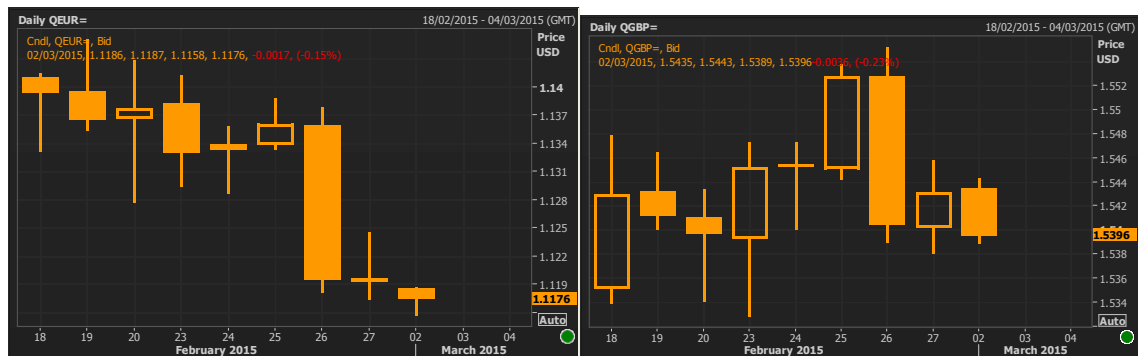 Daily QEUR=
18/02/2015 - 04/03/2015 (GMT)
Price
USD
Cndl, QEUR=, Bid
02/03/2015, 1.1186, 1.1187, 1.1158, 1.1176, -0.0017, (-0.15%)
1.14
1.137
1.134
1.131
1.128
1.125
1.122
1.119
1.1176
Auto
18 19 20 23 24 25 26 27 02 03 04
February 2015 March 2015
Daily QGBP=
18/02/2015 - 04/03/2015 (GMT)
Price
USD
Cndl, QGBP=, Bid
02/03/2015, 1.5435, 1.5443, 1.5389, 1.5396, -0.0036, (-0.23%)
1.552
1.55
1.548
1.546
1.544
1.542
1.5396
1.538
1.536
1.534
Auto
18 19 20 23 24 25 26 27 02 03 04
February 2015 March 2015